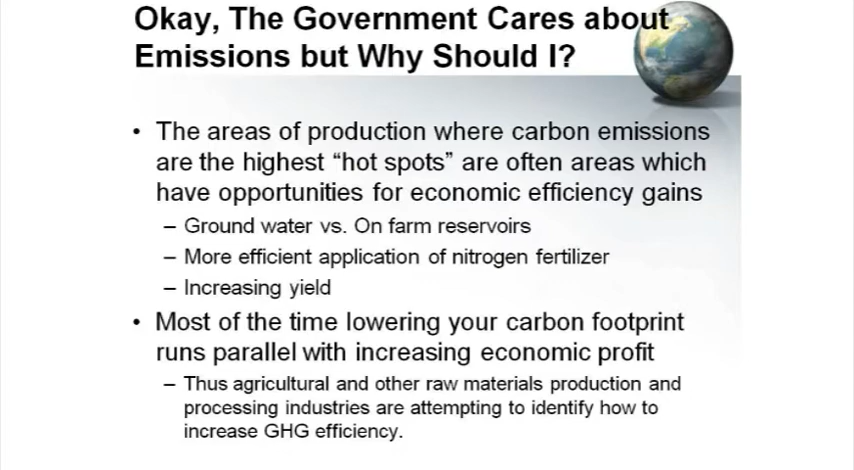 Okay, The Government Cares about
Emissions but Why Should I?
• The areas of production where carbon emissions
are the highest “hot spots” are often areas which
have opportunities for economic efficiency gains
– Ground water vs. On farm reservoirs
– More efficient application of nitrogen fertilizer
– Increasing yield
• Most of the time lowering your carbon footprint
runs parallel with increasing economic profit
– Thus agricultural and other raw materials production and
processing industries are attempting to identify how to
increase GHG efficiency.